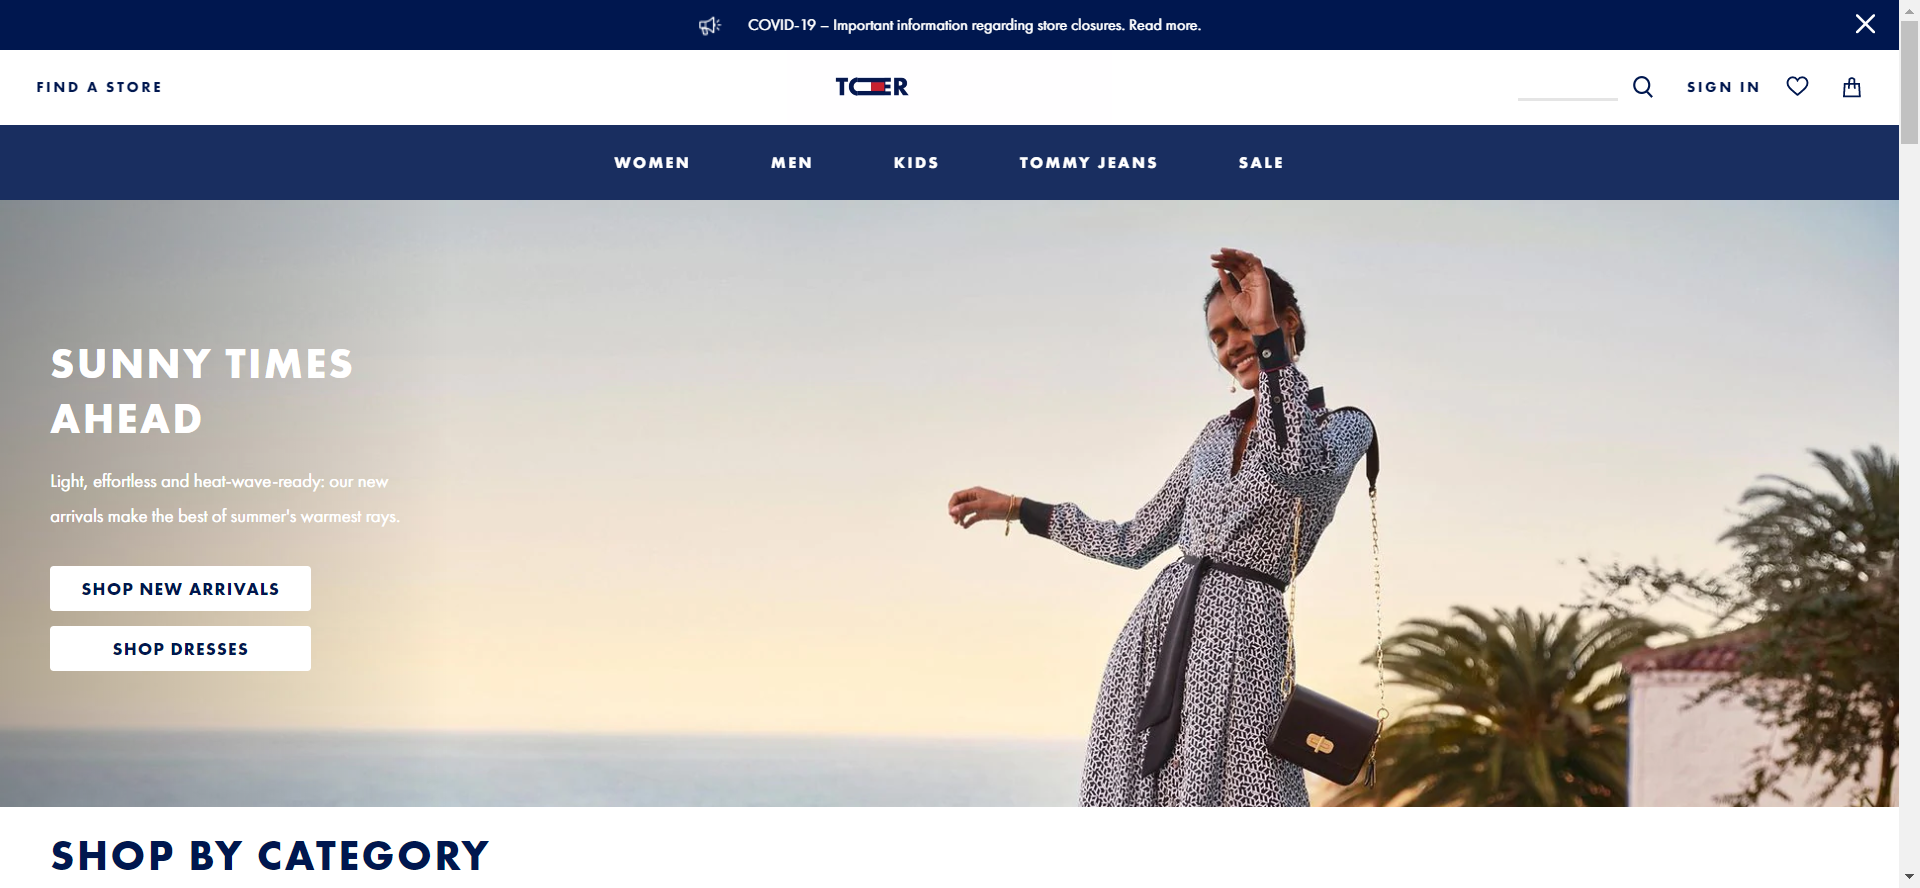 COVID-19 – Important information regarding store closures. Read more.
FIND A STORE
SIGN IN
WOMEN
MEN
KIDS
TOMMY JEANS
SALE
SUNNY TIMES
AHEAD
Light, effortless and heat-wave-ready: our new
arrivals make the best of summer's warmest rays.
SHOP NEW ARRIVALS
SHOP DRESSES
SHOP BY CATEGORY